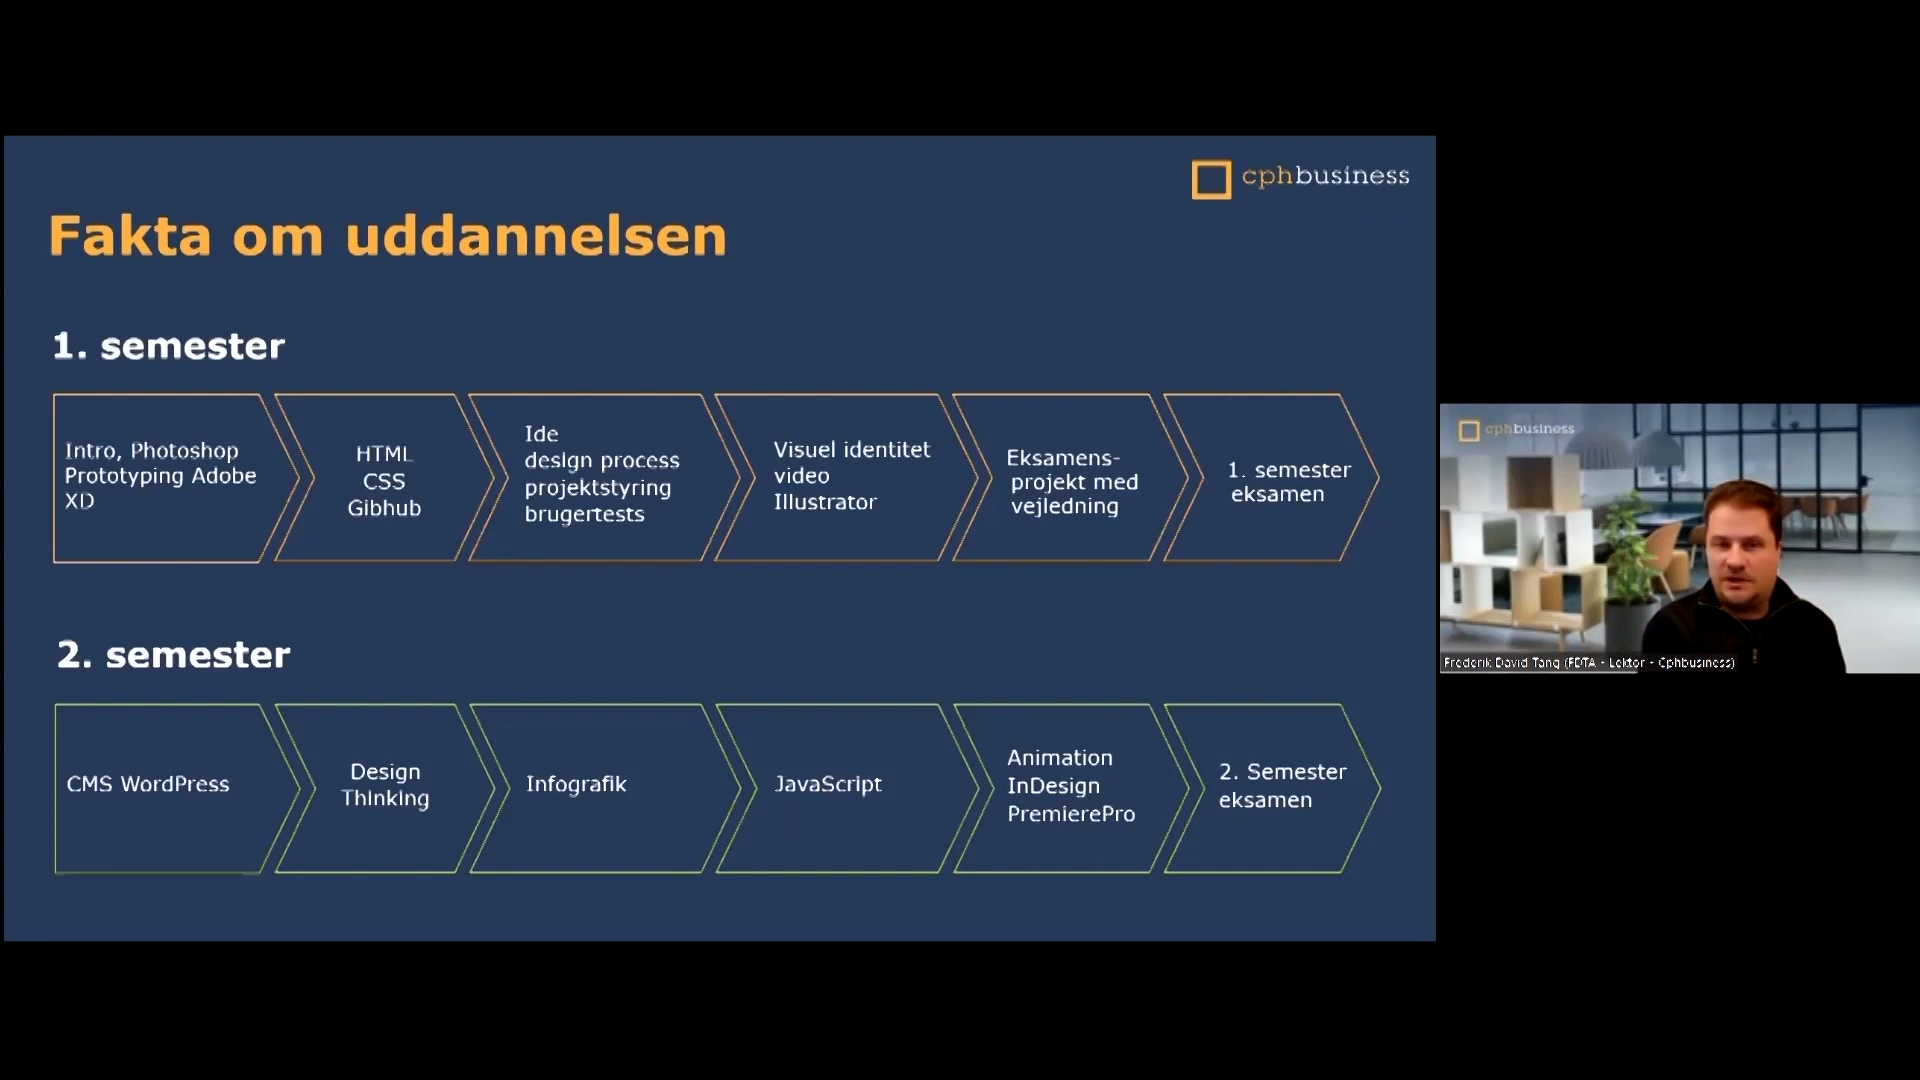 cphbusiness
Fakta om uddannelsen
1. semester
Intro, Photoshop
Prototyping Adobe
XD
HTML
CSS
Gibhub
Ide
design process
projektstyring
brugertests
Visuel identitet
video
Illustrator
Eksamens-
projekt med
vejledning
1. semester
eksamen
2. semester
CMS WordPress
Design
Thinking
Infografik
JavaScript
Animation
InDesign
PremierePro
2. Semester
eksamen
cphbusiness
Frederik David Tang (FDTA - Lektor - Cphbusiness)